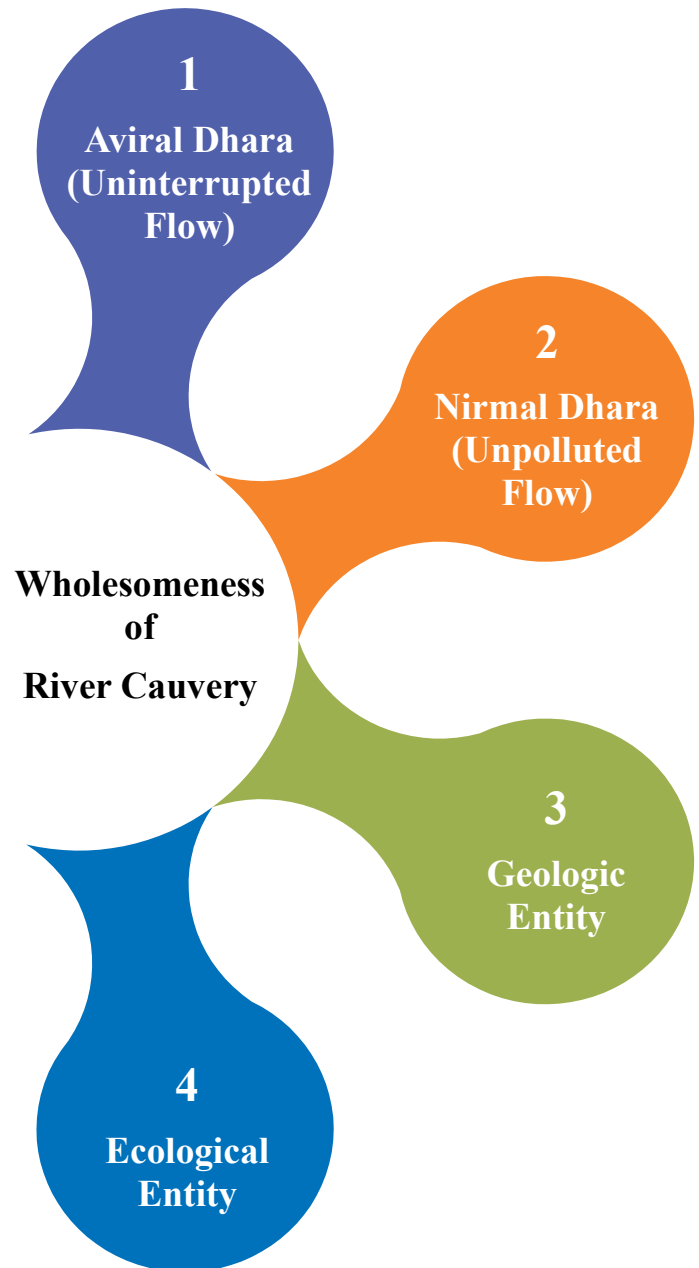 1
Aviral Dhara
(Uninterrupted
Flow)
2
Nirmal Dhara
(Unpolluted
Flow)
Wholesomeness
of
River Cauvery
3
Geologic
Entity
4
Ecological
Entity